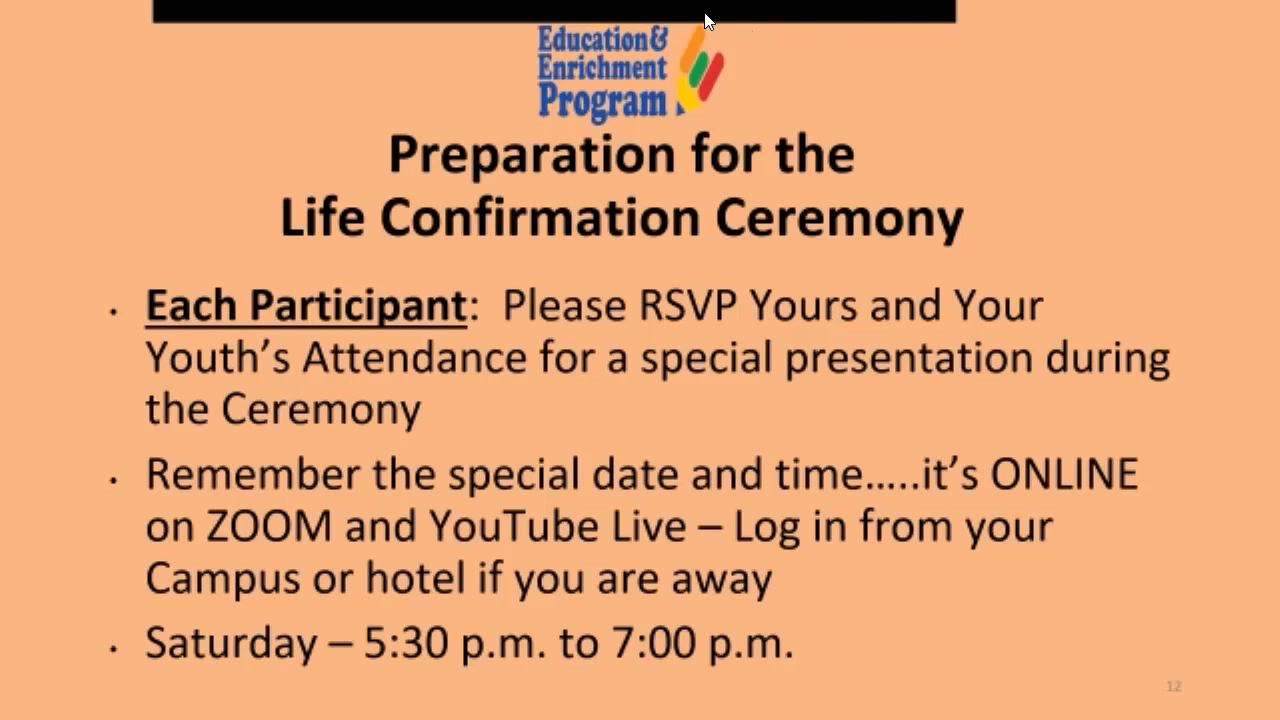 Education&
Enrichment
Program
Preparation for the
Life Confirmation Ceremony
• Each Participant:  Please RSVP Yours and Your
Youth’s Attendance for a special presentation during
the Ceremony
• Remember the special date and time…..it’s ONLINE
on ZOOM and YouTube Live – Log in from your
Campus or hotel if you are away
• Saturday – 5:30 p.m. to 7:00 p.m.
12